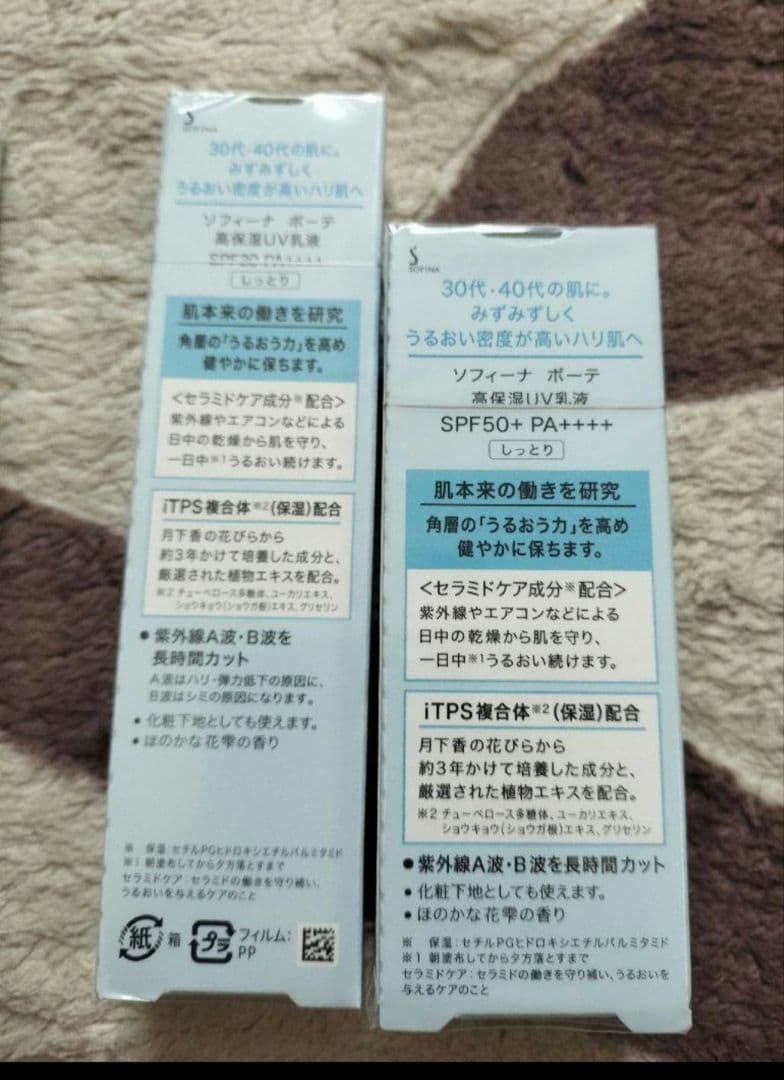 SOFINA
30代・40代の肌に。
みずみずしく
うるおい密度が高いハリ肌へ
ソフィーナ ボーテ
高保湿UV乳液
しっとり
肌本来の働きを研究
角層の「うるおう力」を高め
健やかに保ちます。
<セラミドケア成分※配合>
紫外線やエアコンなどによる
日中の乾燥から肌を守り、
一日中※1うるおい続けます。
iTPS複合体※2(保湿)配合
月下香の花びらから
約3年かけて培養した成分と、
厳選された植物エキスを配合。
※2 チューベロース多糖体、ユーカリエキス、
ショウキョウ(ショウガ根)エキス、グリセリン
●紫外線A波・B波を
長時間カット
A波はハリ・弾力低下の原因に、
B波はシミの原因になります。
●化粧下地としても使えます。
●ほのかな花雫の香り
※ 保湿:セチルPGヒドロキシエチルパルミタミド
※1 朝塗布してから夕方落とすまで
セラミドケア:セラミドの働きを守り補い、
うるおいを与えるケアのこと
紙 箱 プラ フィルム:
PP
SOFINA
30代・40代の肌に。
みずみずしく
うるおい密度が高いハリ肌へ
ソフィーナ ボーテ
高保湿UV乳液
SPF50+ PA++++
しっとり
肌本来の働きを研究
角層の「うるおう力」を高め
健やかに保ちます。
<セラミドケア成分※配合>
紫外線やエアコンなどによる
日中の乾燥から肌を守り、
一日中※1うるおい続けます。
iTPS複合体※2(保湿)配合
月下香の花びらから
約3年かけて培養した成分と、
厳選された植物エキスを配合。
※2 チューベロース多糖体、ユーカリエキス、
ショウキョウ(ショウガ根)エキス、グリセリン
●紫外線A波・B波を長時間カット
●化粧下地としても使えます。
●ほのかな花雫の香り
※ 保湿:セチルPGヒドロキシエチルパルミタミド
※1 朝塗布してから夕方落とすまで
セラミドケア:セラミドの働きを守り補い、うるおいを
与えるケアのこと